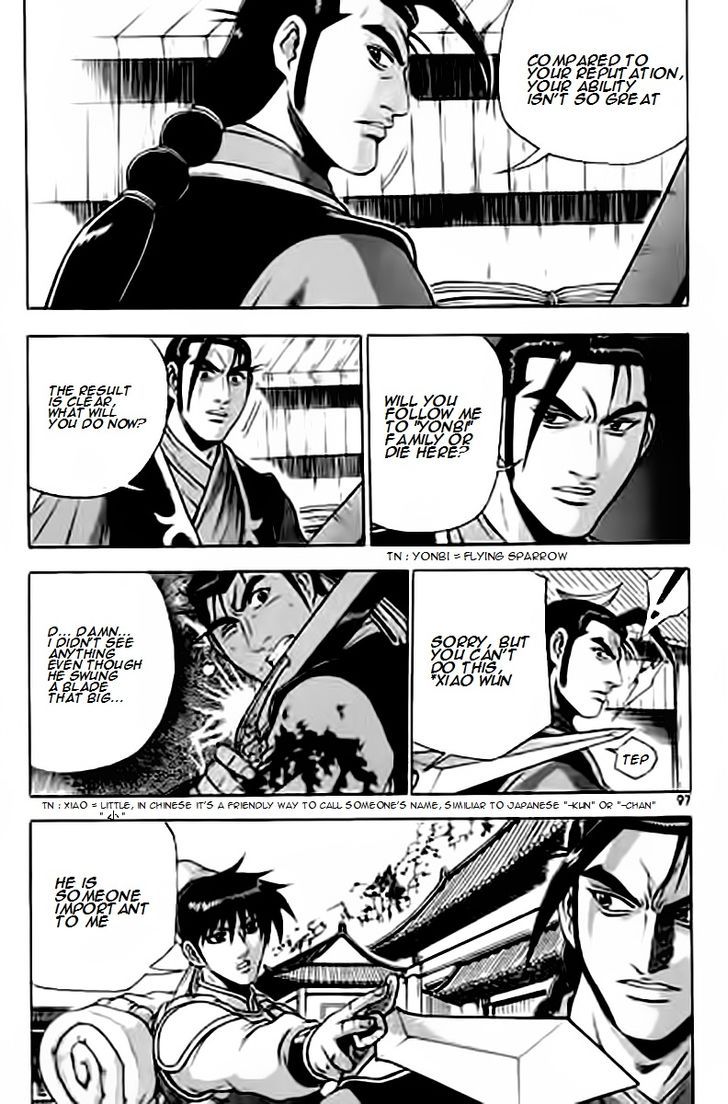 COMPARED TO
YOUR REPUTATION,
YOUR ABILITY
ISN'T SO GREAT
THE RESULT
IS CLEAR,
WHAT WILL
YOU DO NOW?
WILL YOU
FOLLOW ME
TO "YONBI"
FAMILY OR
DIE HERE?
TN : YONBI = FLYING SPARROW
D... DAMN...
I DIDN'T SEE
ANYTHING
EVEN THOUGH
HE SWUNG
A BLADE
THAT BIG...
SORRY, BUT
YOU CAN'T
DO THIS,
*XIAO WUN
!
TEP
TN : XIAO = LITTLE, IN CHINESE IT'S A FRIENDLY WAY TO CALL SOMEONE'S NAME, SIMILIAR TO JAPANESE "-KUN" OR "-CHAN"
"小"
97
HE IS
SOMEONE
IMPORTANT
TO ME